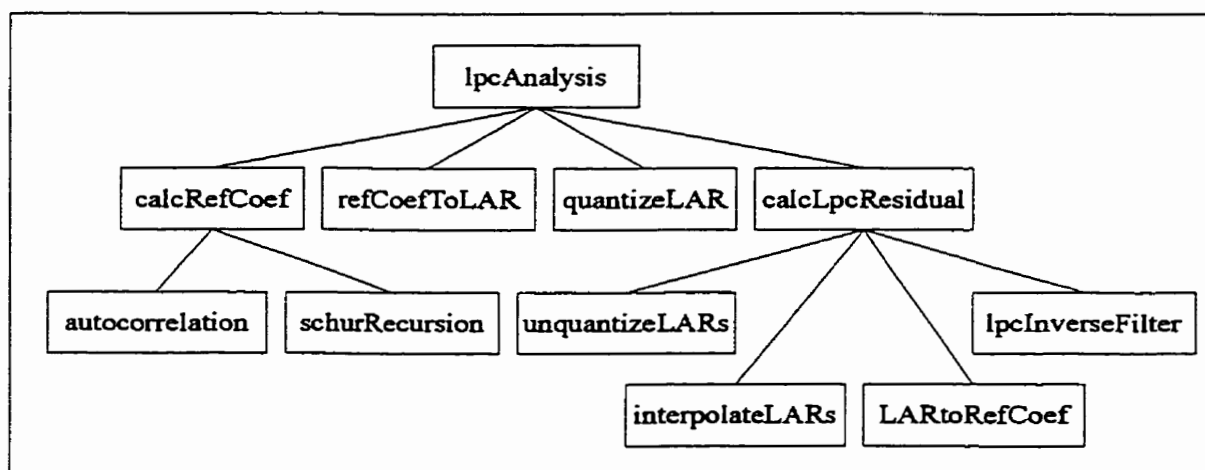 lpcAnalysis
calcRefCoef
refCoefToLAR
quantizeLAR
calcLpcResidual
autocorrelation
schurRecursion
unquantizeLARs
lpcInverseFilter
interpolateLARs
LARtoRefCoef